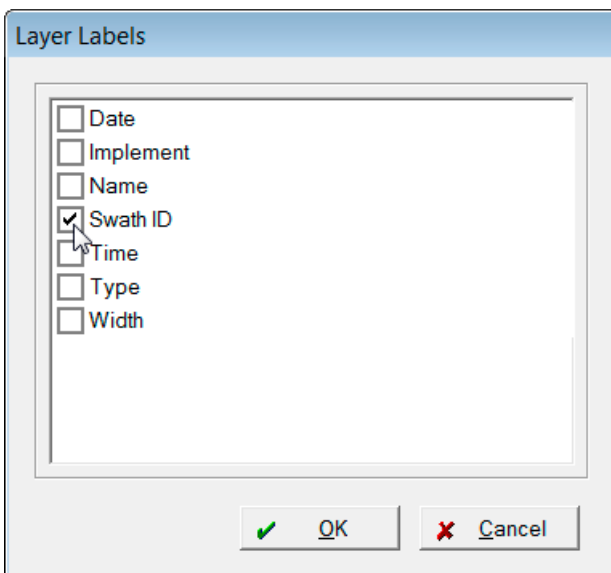 Layer Labels
Date
Implement
Name
Swath ID
Time
Type
Width
OK Cancel